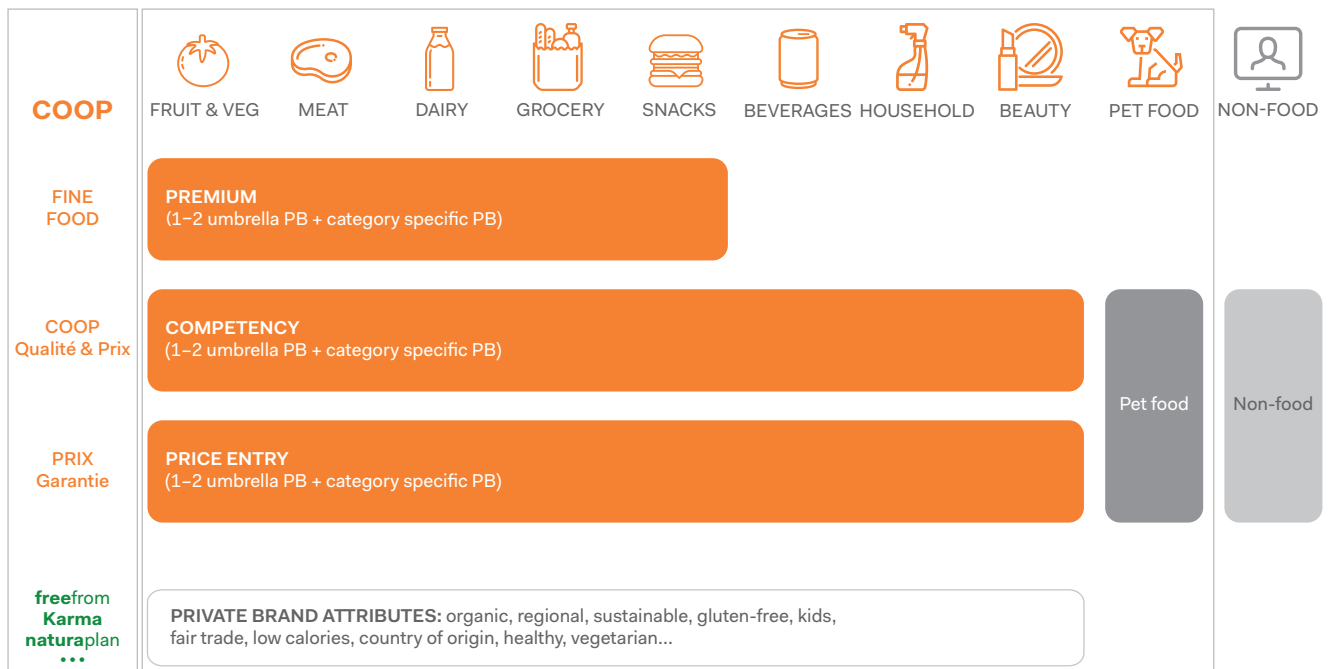 COOP
FRUIT & VEG
MEAT
DAIRY
GROCERY
SNACKS
BEVERAGES
HOUSEHOLD
BEAUTY
PET FOOD
NON-FOOD
FINE
FOOD
PREMIUM
(1–2 umbrella PB + category specific PB)
COOP
Qualité & Prix
COMPETENCY
(1–2 umbrella PB + category specific PB)
Pet food
Non-food
PRIX
Garantie
PRICE ENTRY
(1–2 umbrella PB + category specific PB)
freefrom
Karma
naturaplan
•••
PRIVATE BRAND ATTRIBUTES: organic, regional, sustainable, gluten-free, kids,
fair trade, low calories, country of origin, healthy, vegetarian...